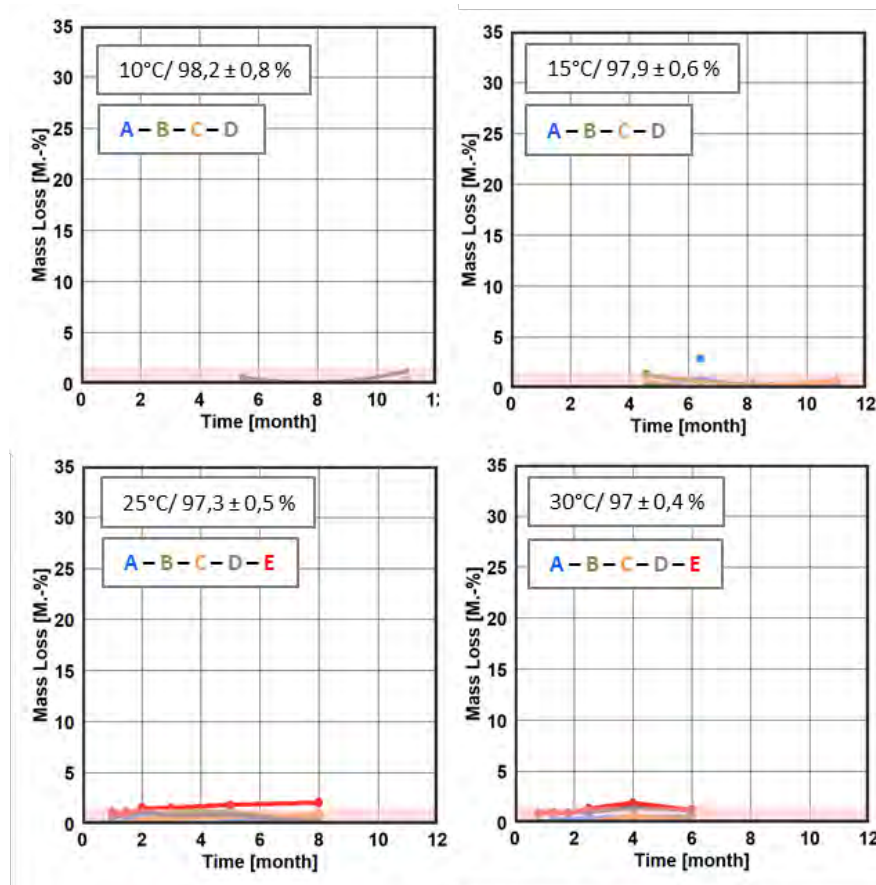 35
30
25
20
15
10
5
0
Mass Loss [M.-%]
10°C/ 98,2 ± 0,8 %
A – B – C – D
0 2 4 6 8 10 1
Time [month]
35
30
25
20
15
10
5
0
Mass Loss [M.-%]
15°C/ 97,9 ± 0,6 %
A – B – C – D
0 2 4 6 8 10 12
Time [month]
35
30
25
20
15
10
5
0
Mass Loss [M.-%]
25°C/ 97,3 ± 0,5 %
A – B – C – D – E
0 2 4 6 8 10 12
Time [month]
35
30
25
20
15
10
5
0
Mass Loss [M.-%]
30°C/ 97 ± 0,4 %
A – B – C – D – E
0 2 4 6 8 10 12
Time [month]